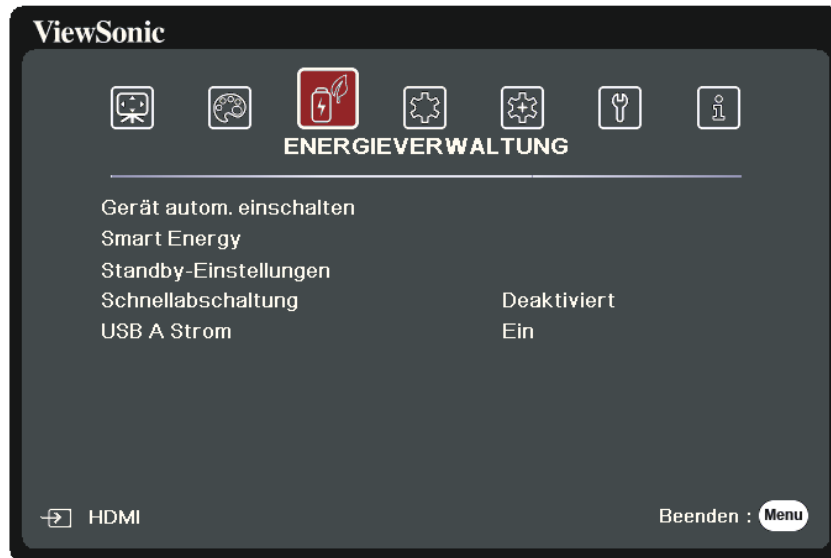 ViewSonic
ENERGIEVERWALTUNG
Gerät autom. einschalten
Smart Energy
Standby-Einstellungen
Schnellabschaltung Deaktiviert
USB A Strom Ein
HDMI Beenden : Menu